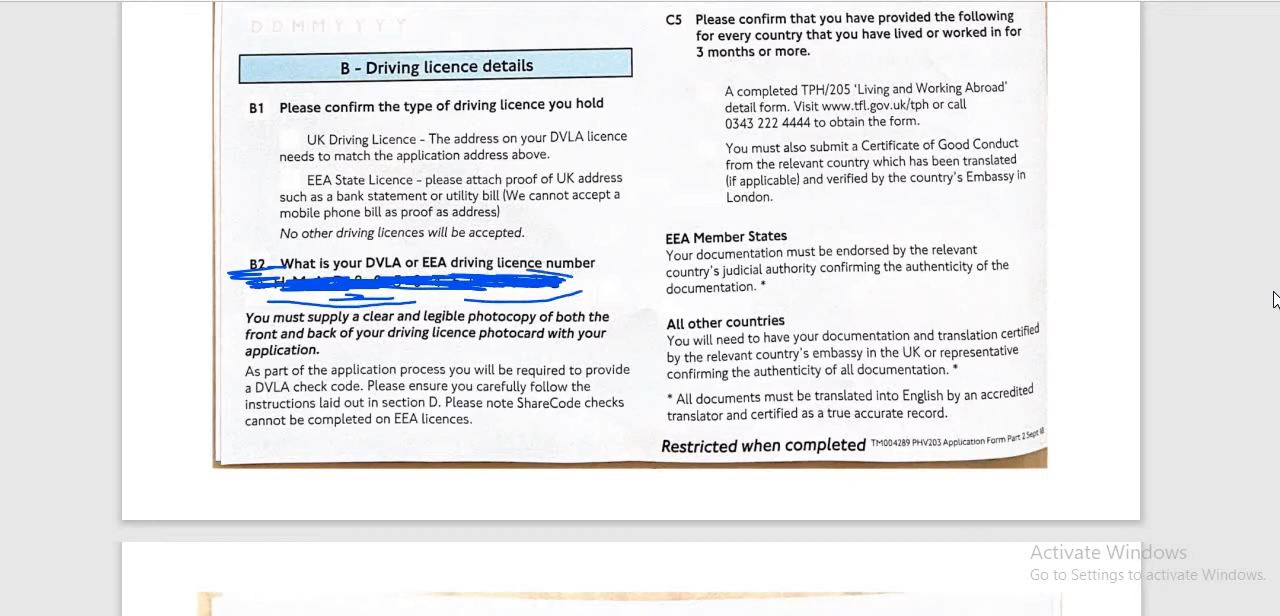 D D M M Y Y Y Y
B - Driving licence details
B1 Please confirm the type of driving licence you hold
UK Driving Licence - The address on your DVLA licence
needs to match the application address above.
EEA State Licence - please attach proof of UK address
such as a bank statement or utility bill (We cannot accept a
mobile phone bill as proof as address)
No other driving licences will be accepted.
B2 What is your DVLA or EEA driving licence number
You must supply a clear and legible photocopy of both the
front and back of your driving licence photocard with your
application.
As part of the application process you will be required to provide
a DVLA check code. Please ensure you carefully follow the
instructions laid out in section D. Please note ShareCode checks
cannot be completed on EEA licences.
C5 Please confirm that you have provided the following
for every country that you have lived or worked in for
3 months or more.
A completed TPH/205 'Living and Working Abroad'
detail form. Visit www.tfl.gov.uk/tph or call
0343 222 4444 to obtain the form.
You must also submit a Certificate of Good Conduct
from the relevant country which has been translated
(if applicable) and verified by the country's Embassy in
London.
EEA Member States
Your documentation must be endorsed by the relevant
country's judicial authority confirming the authenticity of the
documentation. *
All other countries
You will need to have your documentation and translation certified
by the relevant country's embassy in the UK or representative
confirming the authenticity of all documentation. *
* All documents must be translated into English by an accredited
translator and certified as a true accurate record.
Restricted when completed TM004289 PHV203 Application Form Part 2 Sept 18
Activate Windows
Go to Settings to activate Windows.